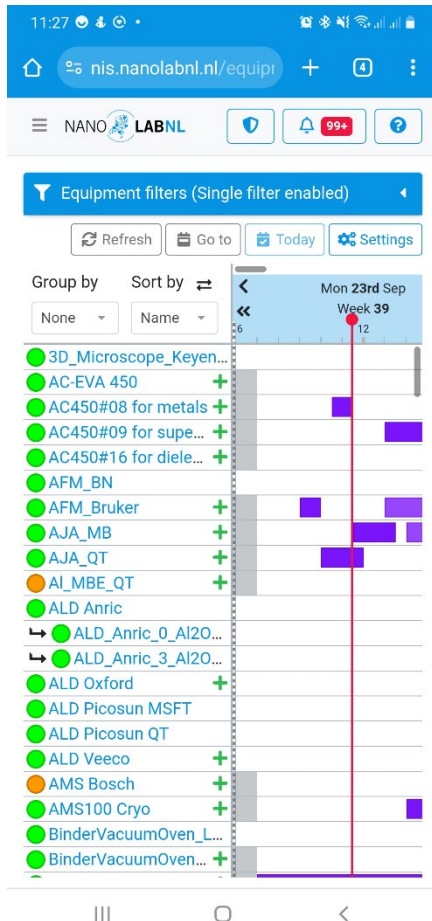 11:27
nis.nanolabnl.nl/equipi
4
NANO LABNL
99+
Equipment filters (Single filter enabled)
Refresh
Go to
Today
Settings
Group by
Sort by
None
Name
Mon 23rd Sep
Week 39
6
12
3D_Microscope_Keyen...
AC-EVA 450
AC450#08 for metals
AC450#09 for supe...
AC450#16 for diele...
AFM_BN
AFM_Bruker
AJA_MB
AJA_QT
Al_MBE_QT
ALD Anric
ALD_Anric_0_Al2O...
ALD_Anric_3_Al2O...
ALD Oxford
ALD Picosun MSFT
ALD Picosun QT
ALD Veeco
AMS Bosch
AMS100 Cryo
BinderVacuumOven_L...
BinderVacuumOven...